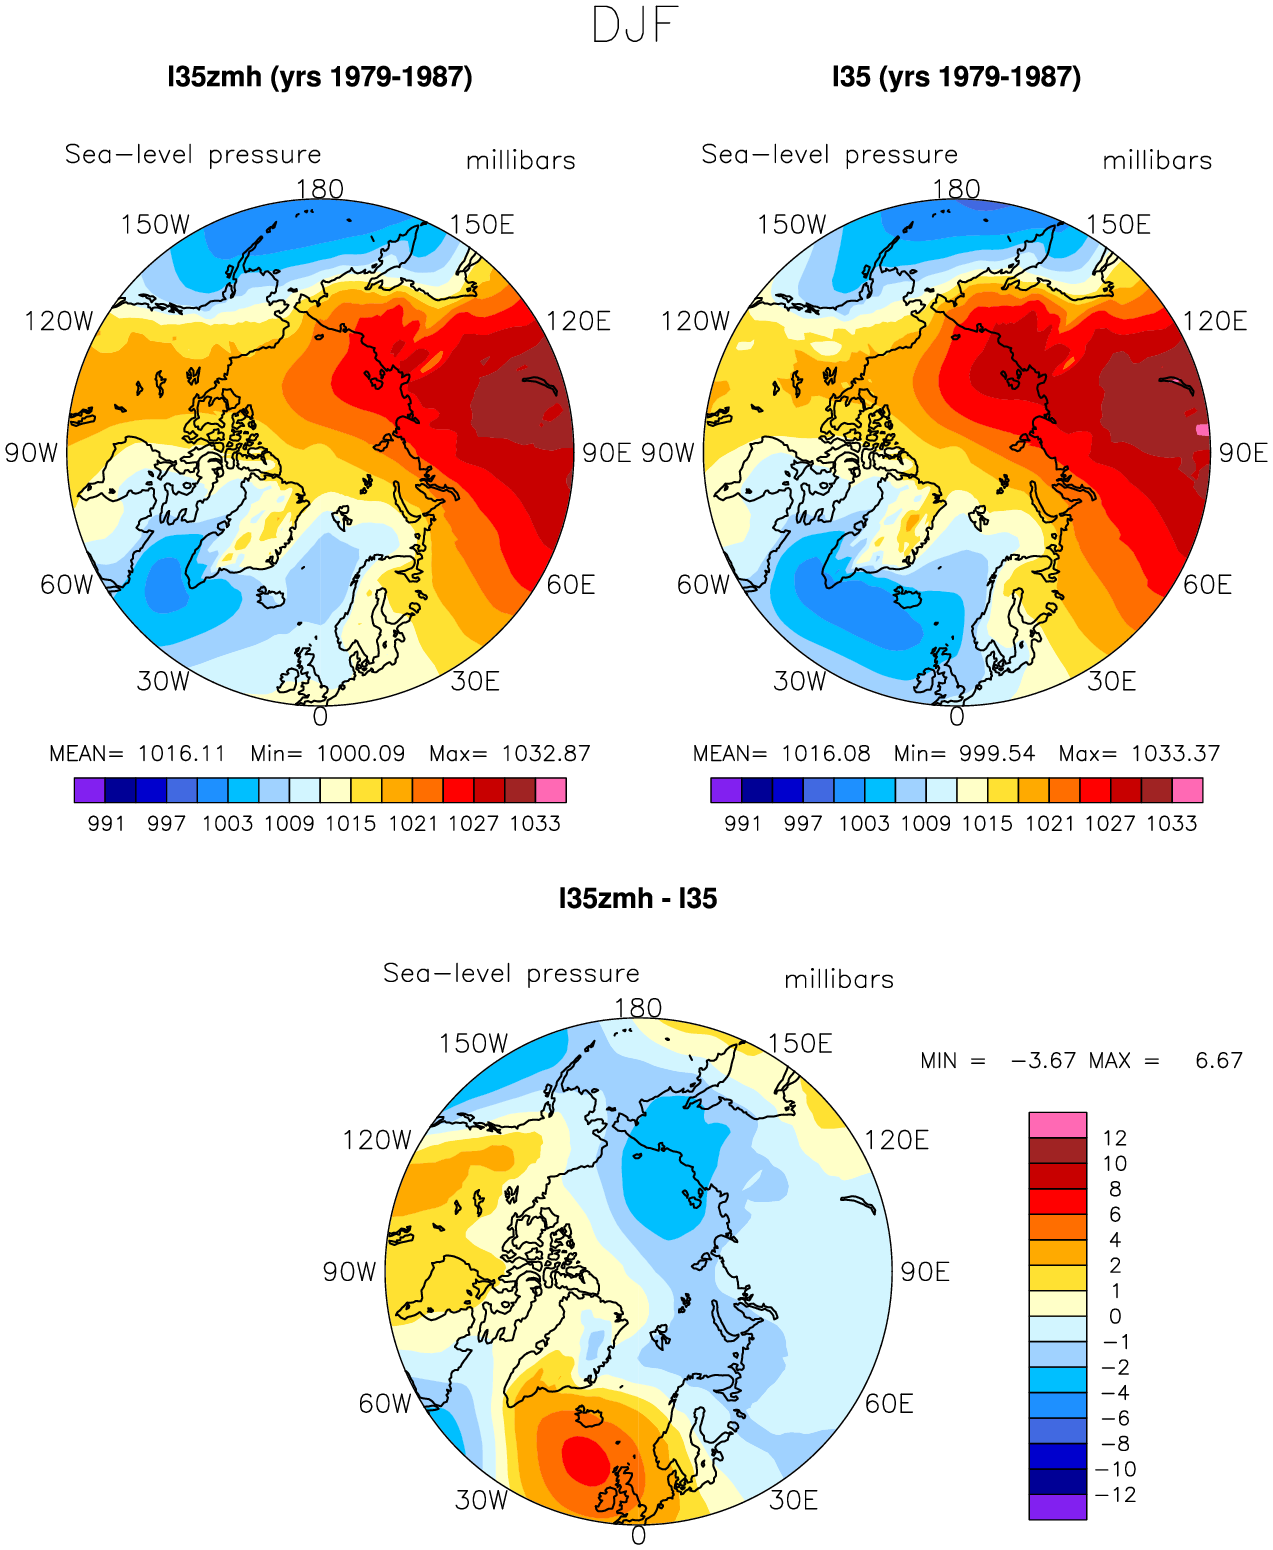 DJF
I35zmh (yrs 1979-1987)
I35 (yrs 1979-1987)
Sea-level pressure millibars
Sea-level pressure millibars
180
180
150W 150E
150W 150E
120W 120E
120W 120E
90W 90E
90W 90E
60W 60E
60W 60E
30W 30E
30W 30E
0
0
MEAN= 1016.11 Min= 1000.09 Max= 1032.87
MEAN= 1016.08 Min= 999.54 Max= 1033.37
991 997 1003 1009 1015 1021 1027 1033
991 997 1003 1009 1015 1021 1027 1033
I35zmh - I35
Sea-level pressure millibars
180
150W 150E
MIN = -3.67 MAX = 6.67
120W 120E
90W 90E
60W 60E
30W 30E
0
12
10
8
6
4
2
1
0
-1
-2
-4
-6
-8
-10
-12